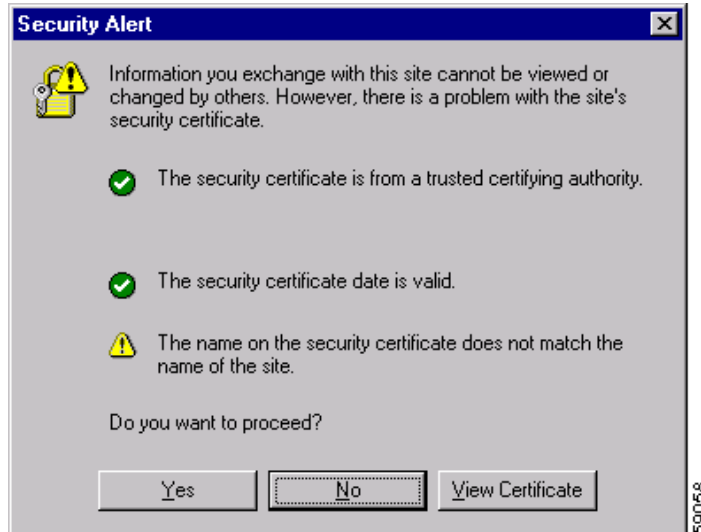 Security Alert
Information you exchange with this site cannot be viewed or
changed by others. However, there is a problem with the site's
security certificate.
The security certificate is from a trusted certifying authority.
The security certificate date is valid.
The name on the security certificate does not match the
name of the site.
Do you want to proceed?
Yes
No
View Certificate
59058